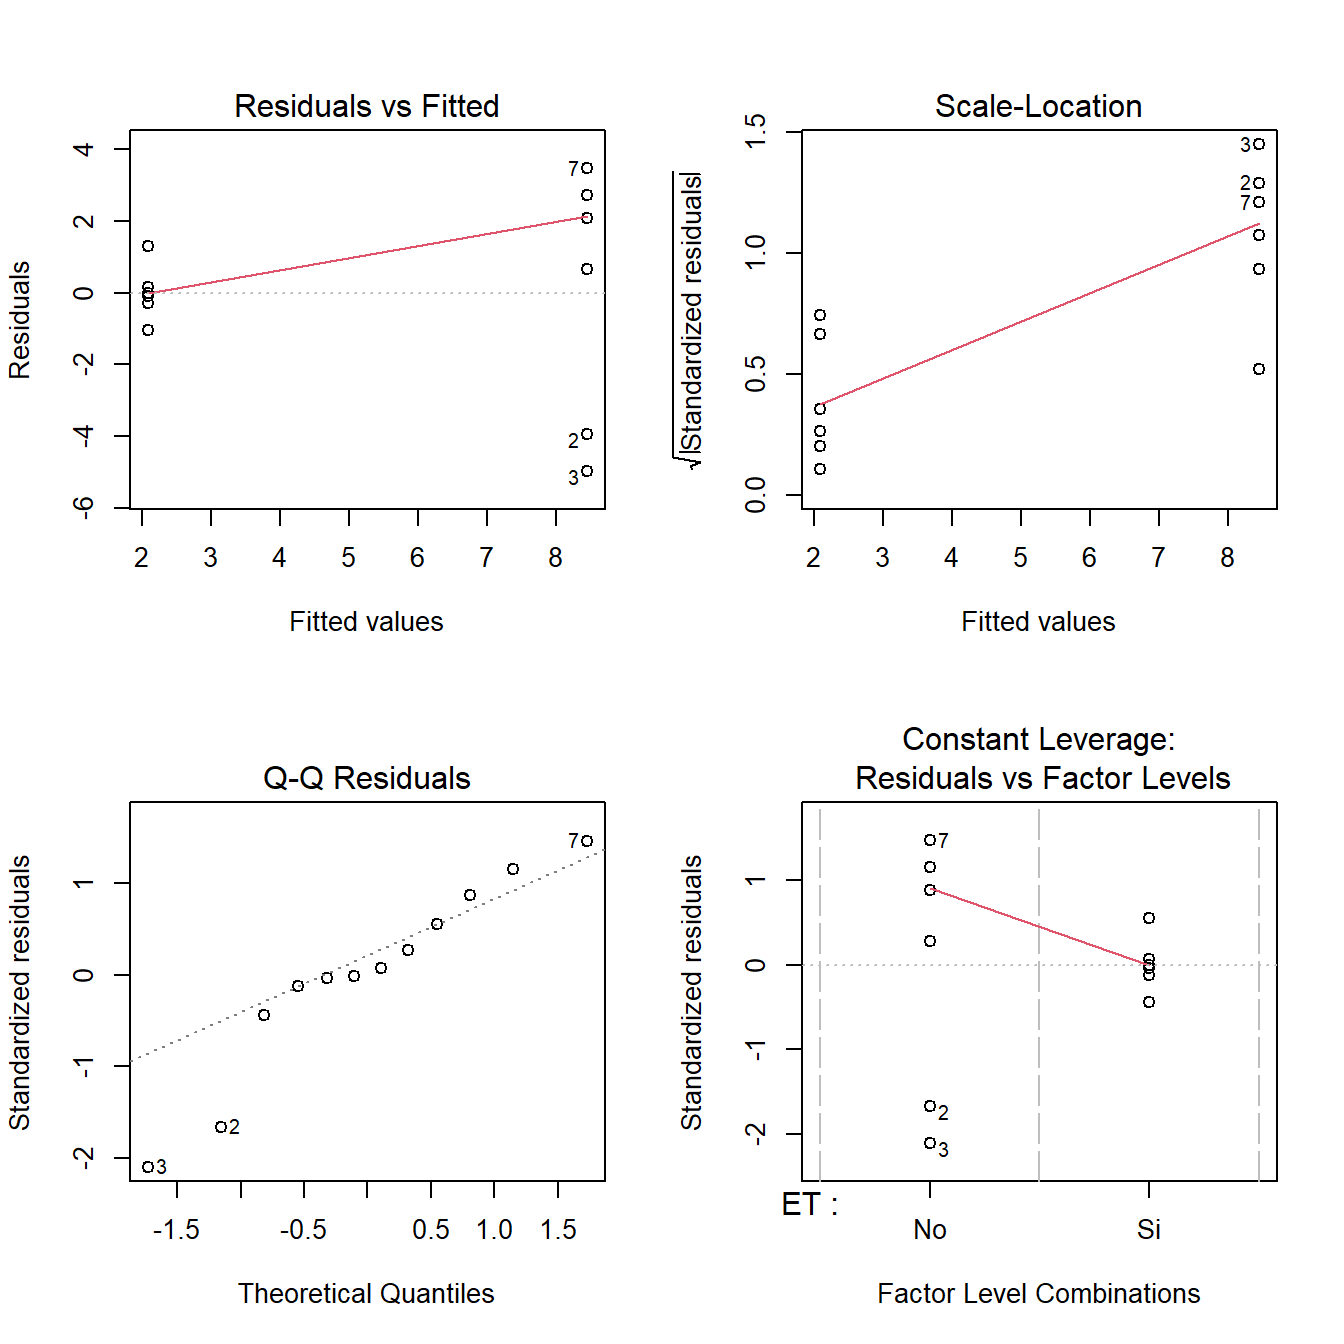 Residuals vs Fitted
Residuals
4
2
0
-2
-4
-6
7
2
3
2 3 4 5 6 7 8
Fitted values
Scale-Location
√|Standardized residuals|
1.5
1.0
0.5
0.0
3
2
7
2 3 4 5 6 7 8
Fitted values
Q-Q Residuals
Standardized residuals
1
0
-1
-2
7
2
3
-1.5 -0.5 0.5 1.0 1.5
Theoretical Quantiles
Constant Leverage:
Residuals vs Factor Levels
Standardized residuals
1
0
-1
-2
7
2
3
ET :
No Si
Factor Level Combinations